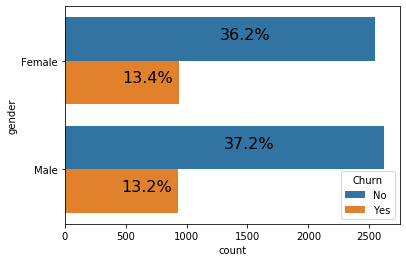 36.2%
Female
13.4%
gender
37.2%
Male
13.2%
Churn
No
Yes
0 500 1000 1500 2000 2500
count